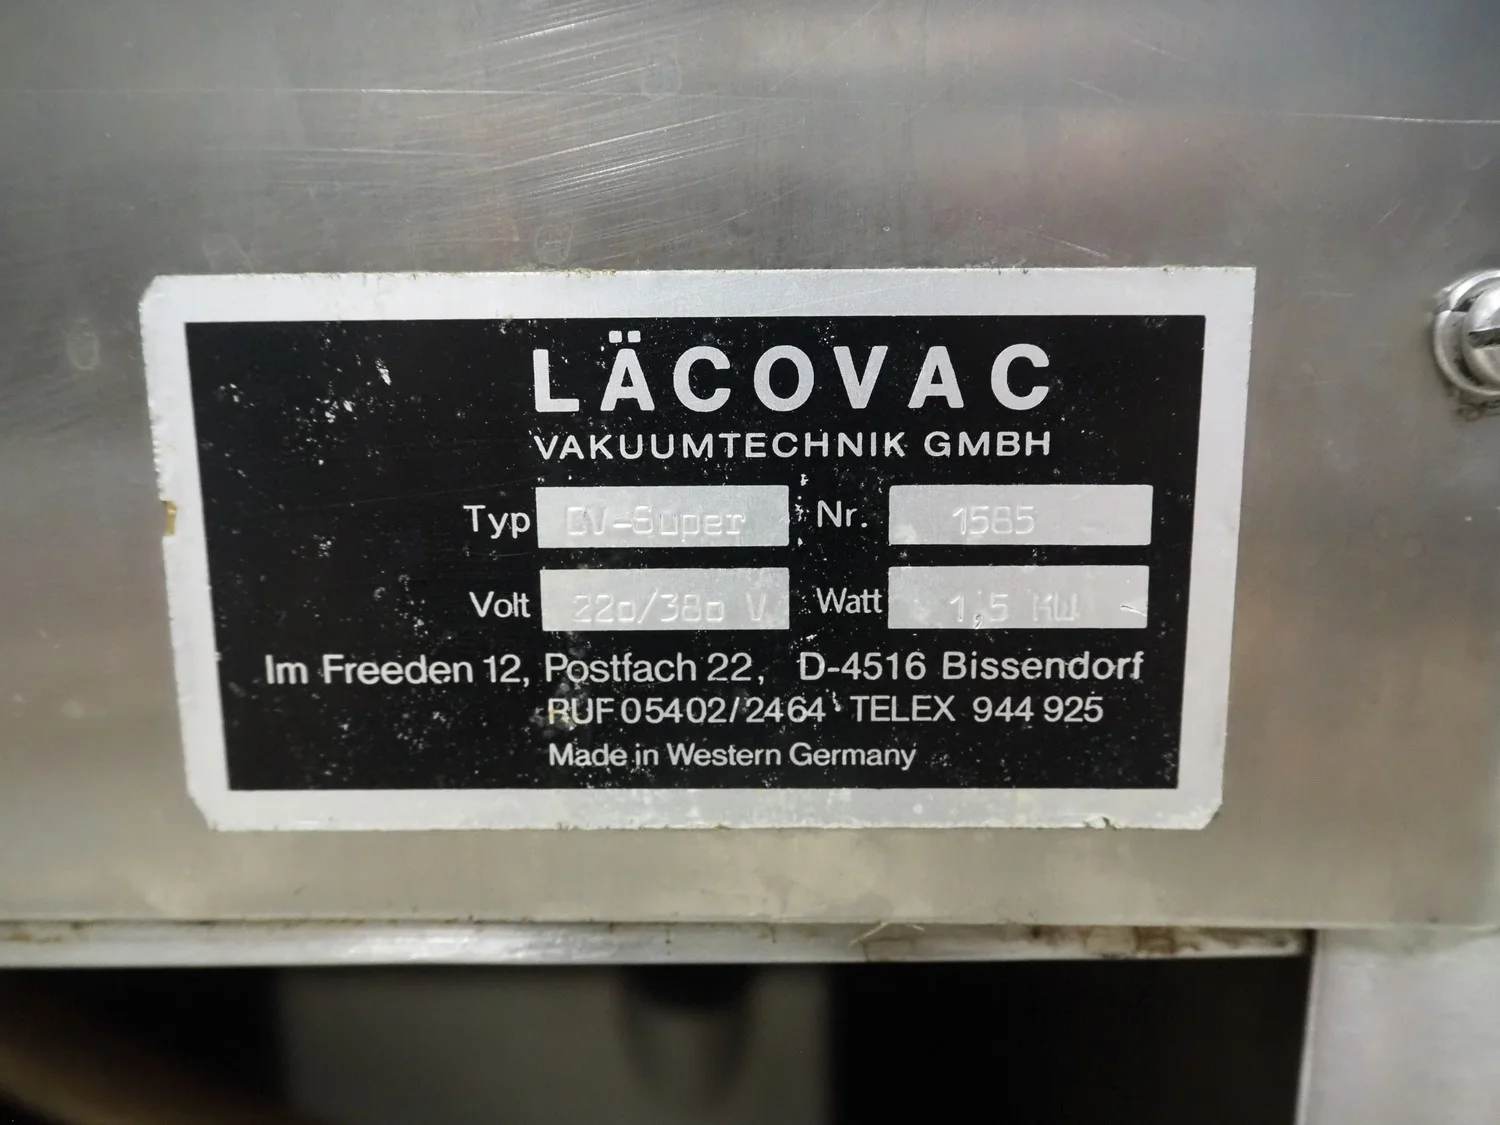 LÄCOVAC
VAKUUMTECHNIK GMBH
Typ CV-Super Nr. 1585
Volt 220/380 V Watt 1,5 KW
Im Freeden 12, Postfach 22, D-4516 Bissendorf
RUF 05402/2464 TELEX 944 925
Made in Western Germany